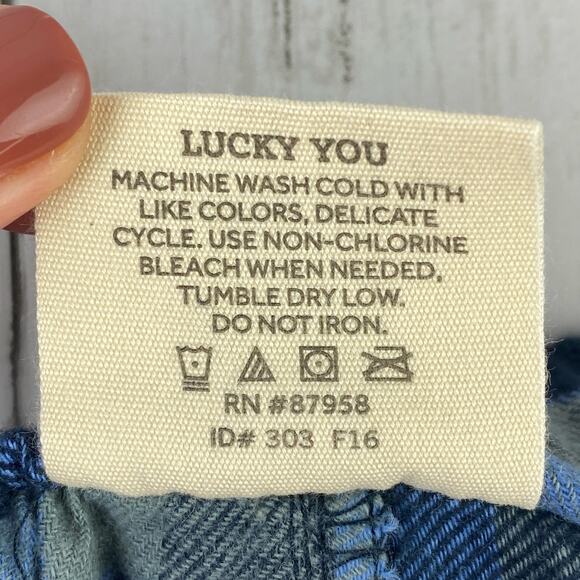 LUCKY YOU
MACHINE WASH COLD WITH
LIKE COLORS, DELICATE
CYCLE. USE NON-CHLORINE
BLEACH WHEN NEEDED,
TUMBLE DRY LOW.
DO NOT IRON.
RN #87958
ID# 303 F16